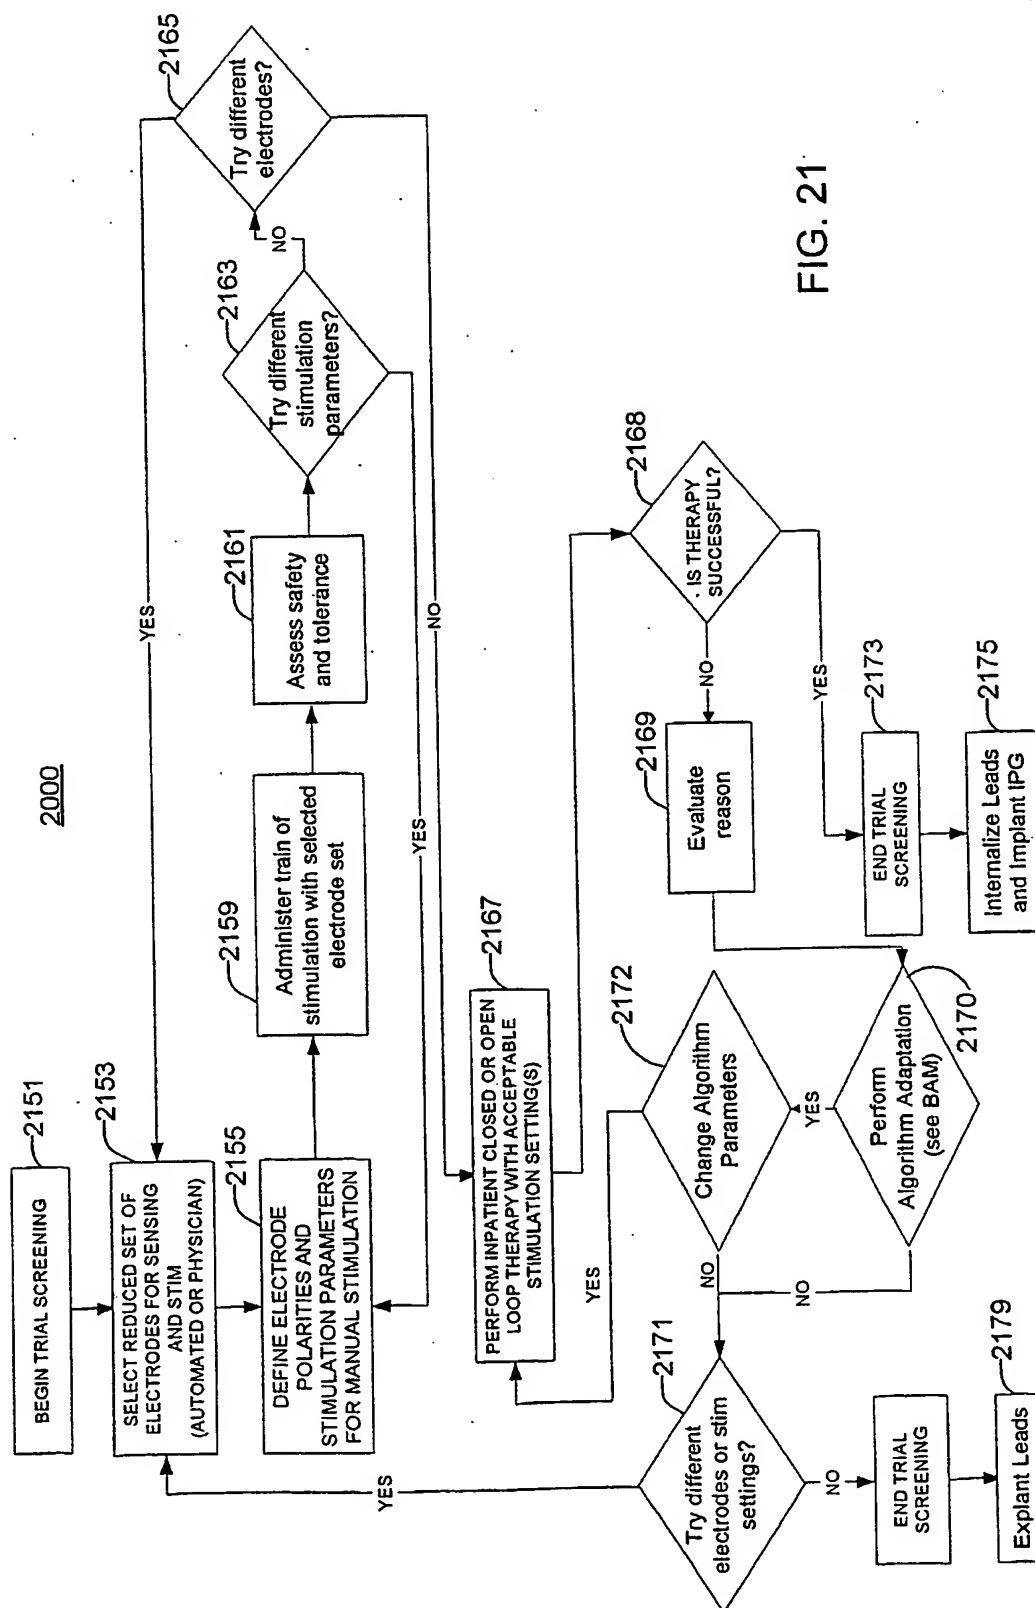 2000
2151
BEGIN TRIAL SCREENING
2153
SELECT REDUCED SET OF
ELECTRODES FOR SENSING
AND STIM
(AUTOMATED OR PHYSICIAN)
2155
DEFINE ELECTRODE
POLARITIES AND
STIMULATION PARAMETERS
FOR MANUAL STIMULATION
2159
Administer train of
stimulation with selected
electrode set
2161
Assess safety
and tolerance
2163
Try different
stimulation
parameters?
NO
2165
Try different
electrodes?
YES
NO
YES
2167
PERFORM INPATIENT CLOSED OR OPEN
LOOP THERAPY WITH ACCEPTABLE
STIMULATION SETTING(S)
2168
IS THERAPY
SUCCESSFUL?
NO
YES
2169
Evaluate
reason
2170
Perform
Algorithm Adaptation
(see BAM)
YES
NO
2172
Change Algorithm
Parameters
YES
NO
2171
Try different
electrodes or stim
settings?
YES
NO
END TRIAL
SCREENING
2179
Explant Leads
2173
END TRIAL
SCREENING
2175
Internalize Leads
and Implant IPG
FIG. 21